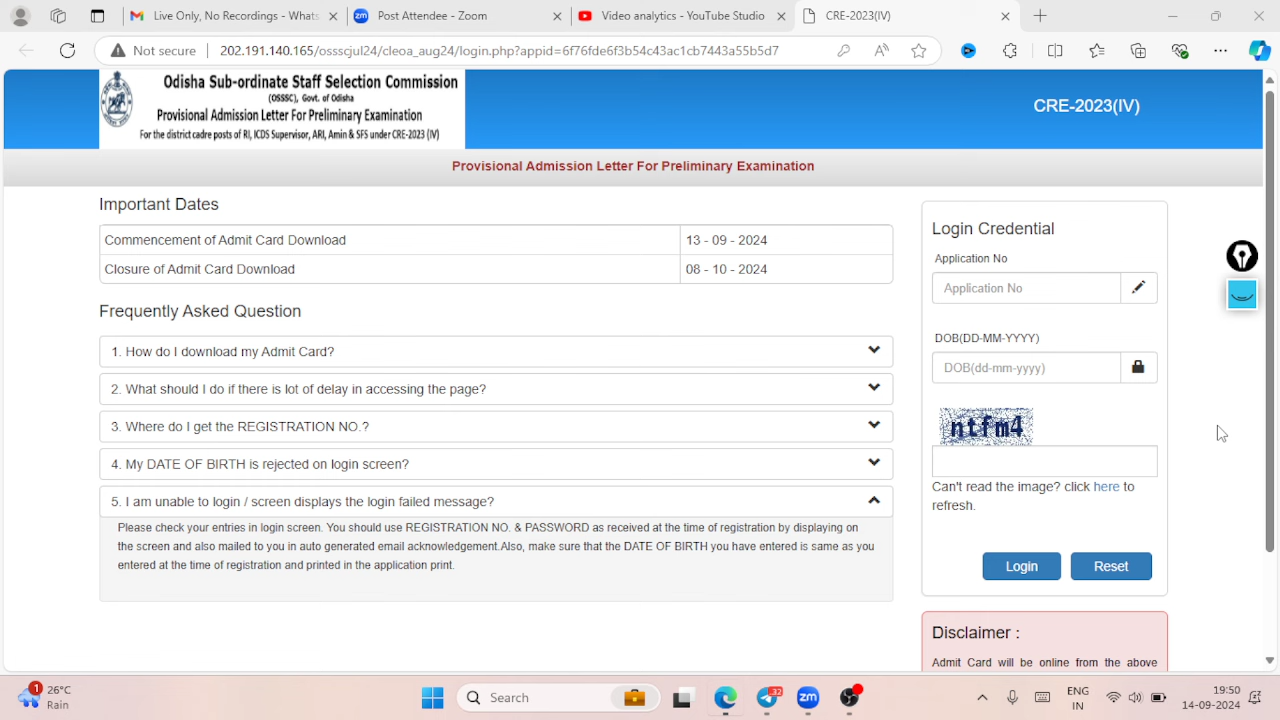 Live Only, No Recordings - Whats
Post Attendee - Zoom
Video analytics - YouTube Studio
CRE-2023(IV)
Not secure
202.191.140.165/ossscjul24/cleoa_aug24/login.php?appid=6f76fde6f3b54c43ac1cb7443a55b5d7
Odisha Sub-ordinate Staff Selection Commission
(OSSSC), Govt. of Odisha
Provisional Admission Letter For Preliminary Examination
For the district cadre posts of RI, ICDS Supervisor, ARI, Amin & SFS under CRE-2023 (IV)
CRE-2023(IV)
Provisional Admission Letter For Preliminary Examination
Important Dates
Commencement of Admit Card Download 13 - 09 - 2024
Closure of Admit Card Download 08 - 10 - 2024
Frequently Asked Question
1. How do I download my Admit Card?
2. What should I do if there is lot of delay in accessing the page?
3. Where do I get the REGISTRATION NO.?
4. My DATE OF BIRTH is rejected on login screen?
5. I am unable to login / screen displays the login failed message?
Please check your entries in login screen. You should use REGISTRATION NO. & PASSWORD as received at the time of registration by displaying on
the screen and also mailed to you in auto generated email acknowledgement.Also, make sure that the DATE OF BIRTH you have entered is same as you
entered at the time of registration and printed in the application print.
Login Credential
Application No
Application No
DOB(DD-MM-YYYY)
DOB(dd-mm-yyyy)
ntfm4
Can't read the image? click here to
refresh.
Login
Reset
Disclaimer :
Admit Card will be online from the above
1
26°C
Rain
Search
32
zm
ENG
IN
19:50
14-09-2024